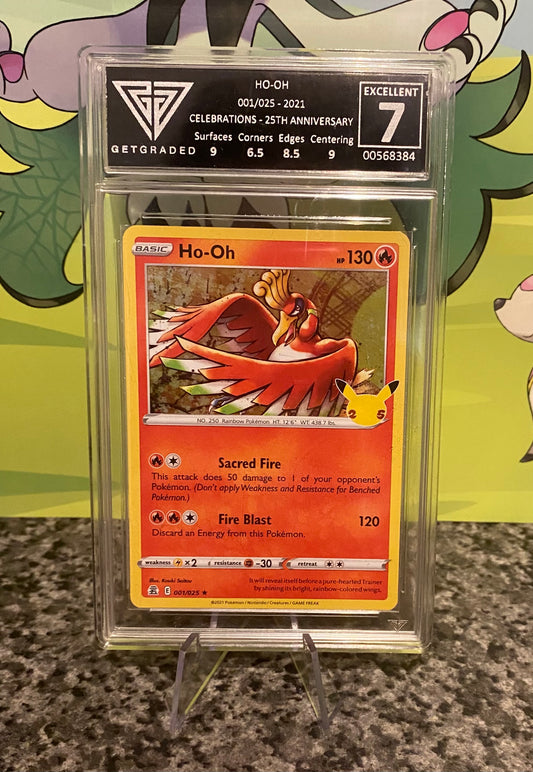 HO-OH
001/025 - 2021
CELEBRATIONS - 25TH ANNIVERSARY
Surfaces Corners Edges Centering
9 6.5 8.5 9
GETGRADED
EXCELLENT
7
00568384
BASIC Ho-Oh HP 130
25
NO. 250 Rainbow Pokémon HT. 12'6" WT. 438.7 lbs.
Sacred Fire
This attack does 50 damage to 1 of your opponent's
Pokémon. (Don't apply Weakness and Resistance for Benched
Pokémon.)
Fire Blast 120
Discard an Energy from this Pokémon.
weakness ×2 resistance -30 retreat
Illus. Kouki Saitou
E 001/025 ★
It will reveal itself before a pure-hearted Trainer
by shining its bright, rainbow-colored wings.
©2021 Pokémon / Nintendo / Creatures / GAME FREAK